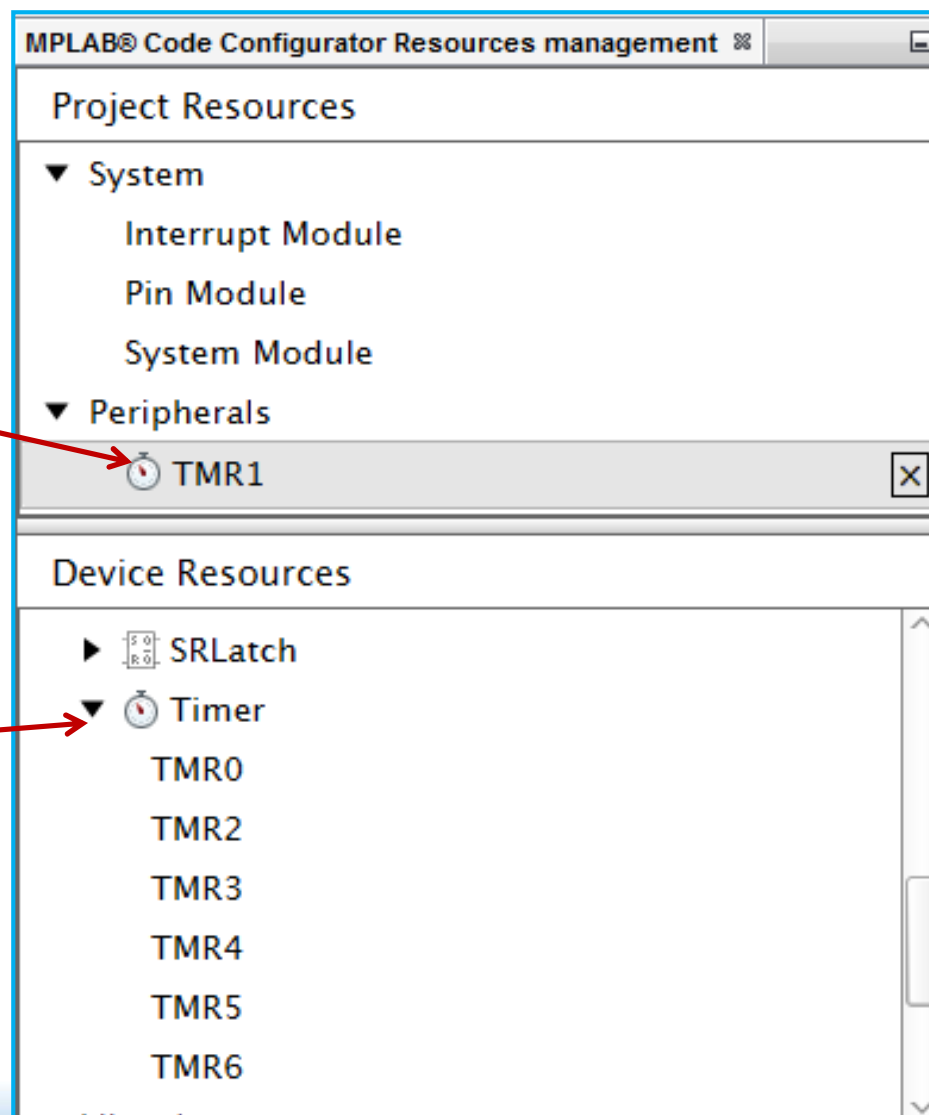 MPLAB® Code Configurator Resources management
Project Resources
System
Interrupt Module
Pin Module
System Module
Peripherals
TMR1
Device Resources
SRLatch
Timer
TMR0
TMR2
TMR3
TMR4
TMR5
TMR6